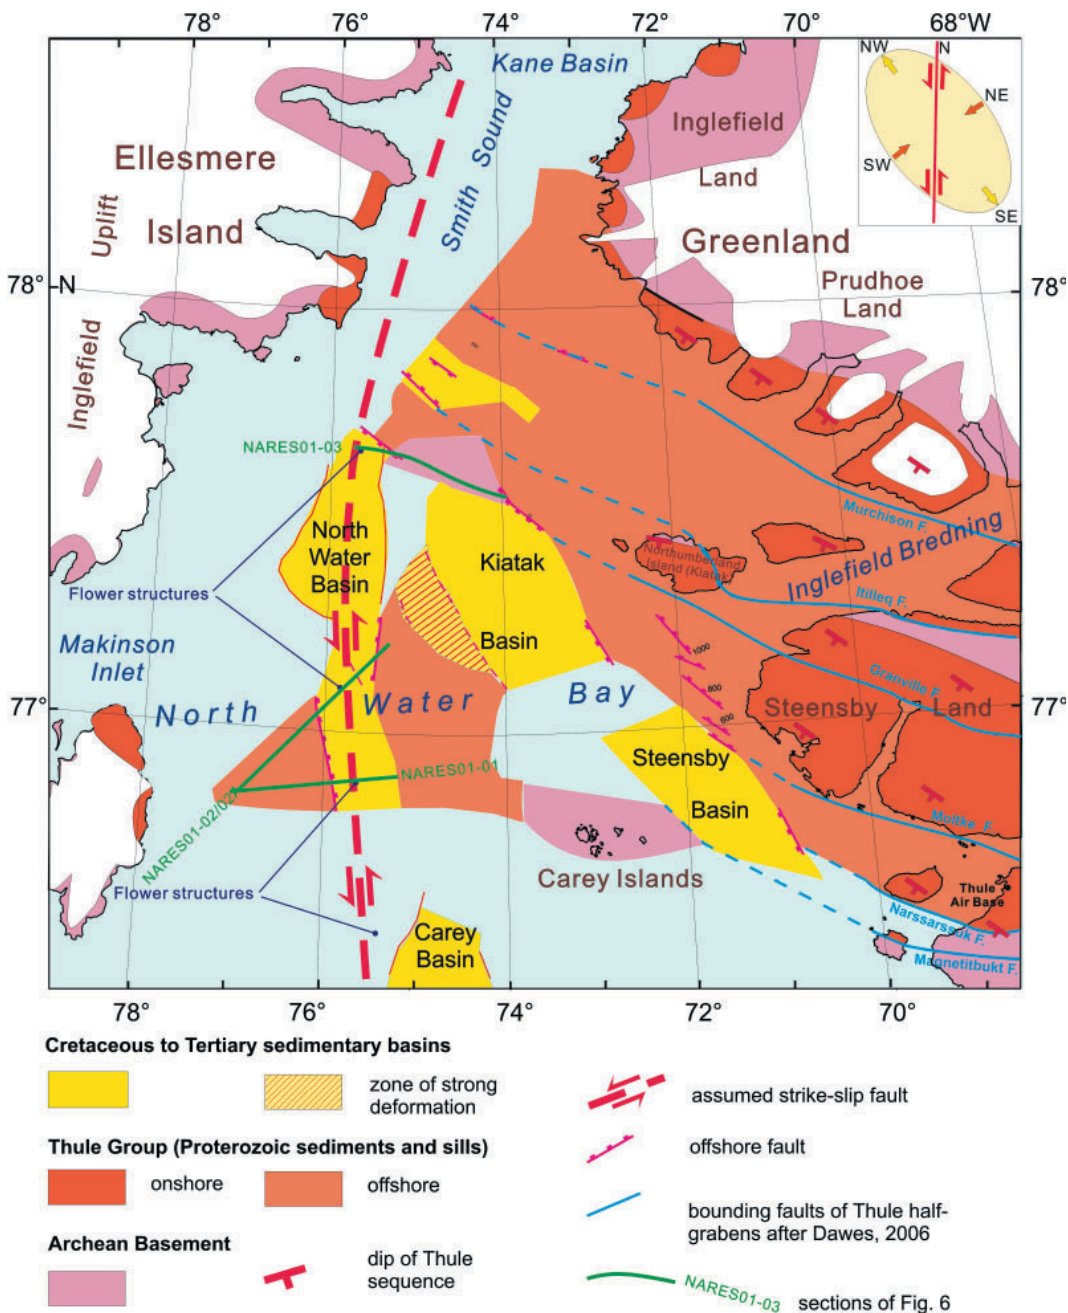 78°
76°
74°
72°
70°
68°W
Kane Basin
NW
N
NE
SW
SE
Smith Sound
Inglefield
Land
Ellesmere
Island
Inglefield Uplift
Greenland
Prudhoe
Land
78°
N
78°
NARES01-03
North
Water
Basin
Kiatak
Basin
Flower structures
Northumberland
Island (Kiatak)
Murchison F.
Inglefield Bredning
Itilleq F.
Makinson
Inlet
1000
800
600
Granville F.
77°
North Water Bay
Steensby Land
77°
Steensby
Basin
NARES01-01
NARES01-02/02
Moltke F.
Carey Islands
Flower structures
Thule
Air Base
Narssarssuk F.
Magnetitbukt F.
Carey
Basin
78°
76°
74°
72°
70°
Cretaceous to Tertiary sedimentary basins
zone of strong
deformation
assumed strike-slip fault
Thule Group (Proterozoic sediments and sills)
onshore
offshore
offshore fault
bounding faults of Thule half-
grabens after Dawes, 2006
Archean Basement
dip of Thule
sequence
NARES01-03
sections of Fig. 6